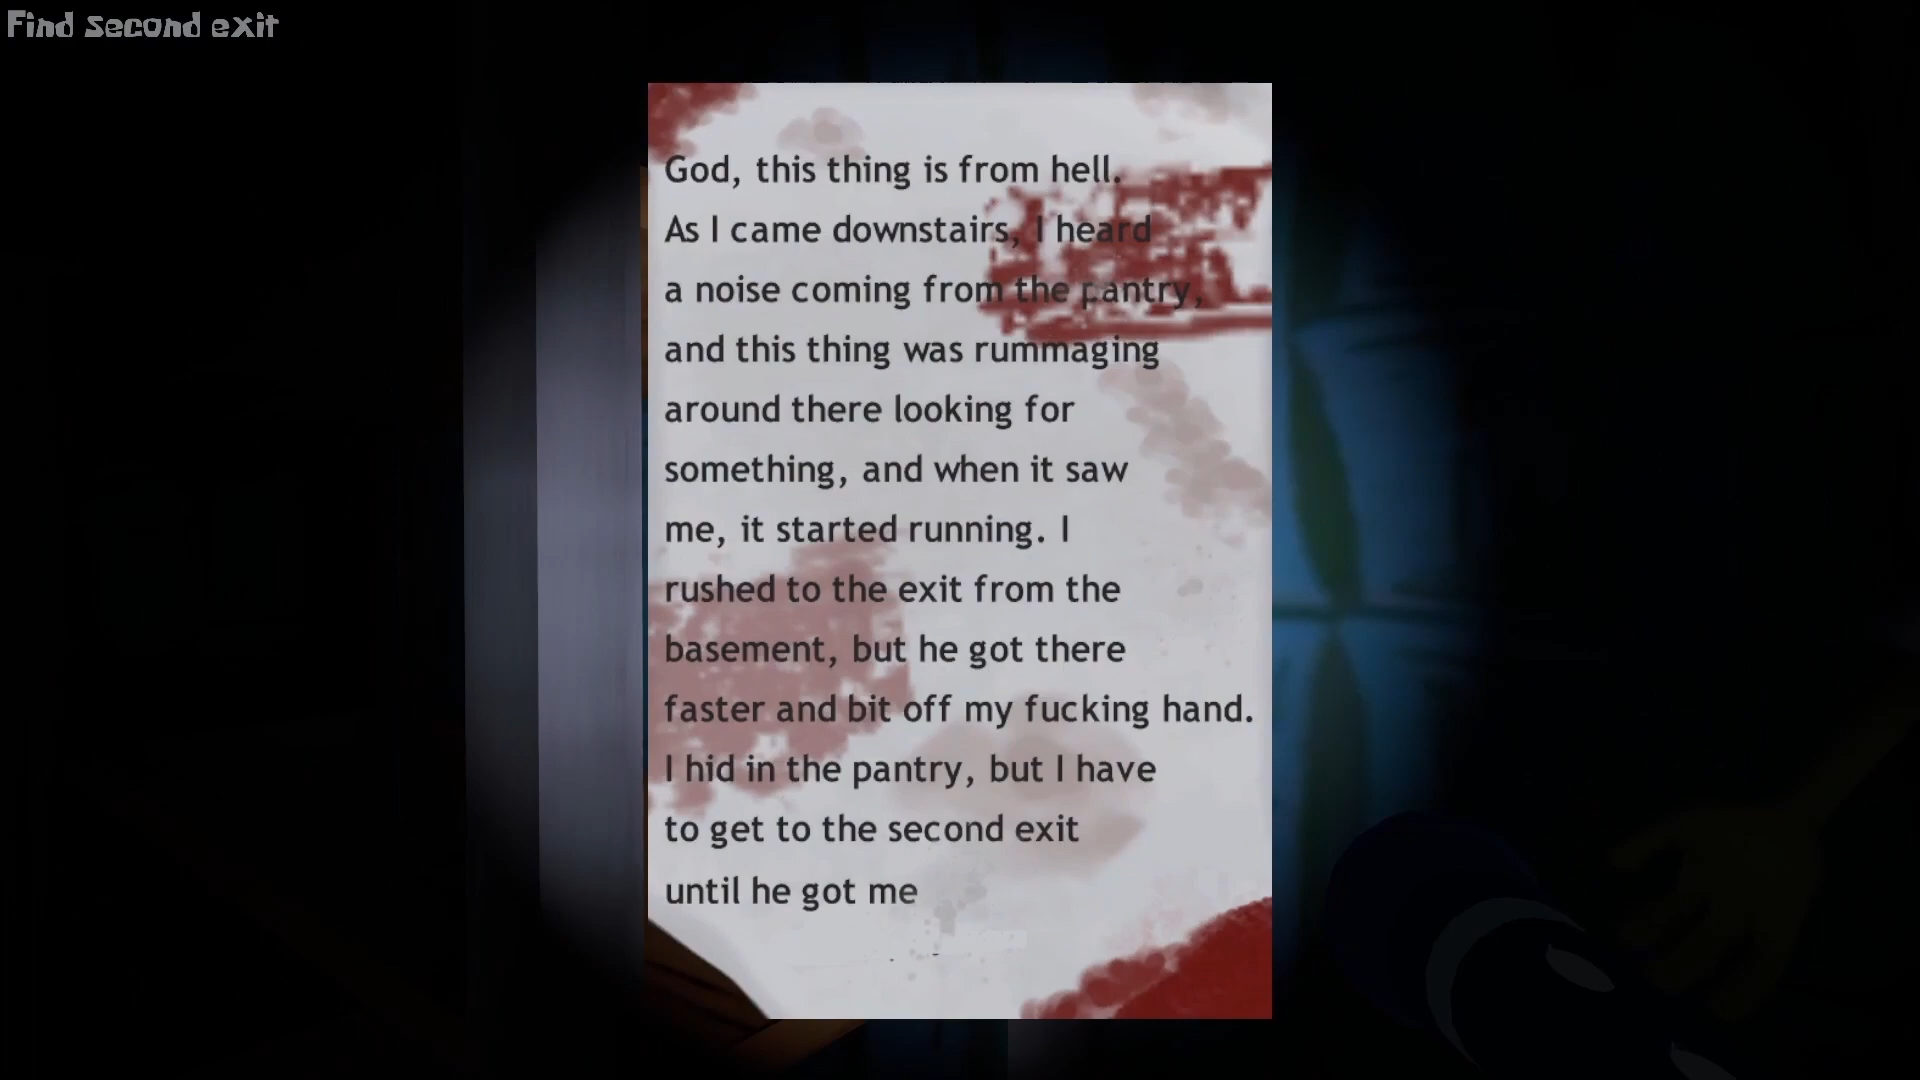 Find second exit
God, this thing is from hell.
As I came downstairs, I heard
a noise coming from the pantry,
and this thing was rummaging
around there looking for
something, and when it saw
me, it started running. I
rushed to the exit from the
basement, but he got there
faster and bit off my fucking hand.
I hid in the pantry, but I have
to get to the second exit
until he got me